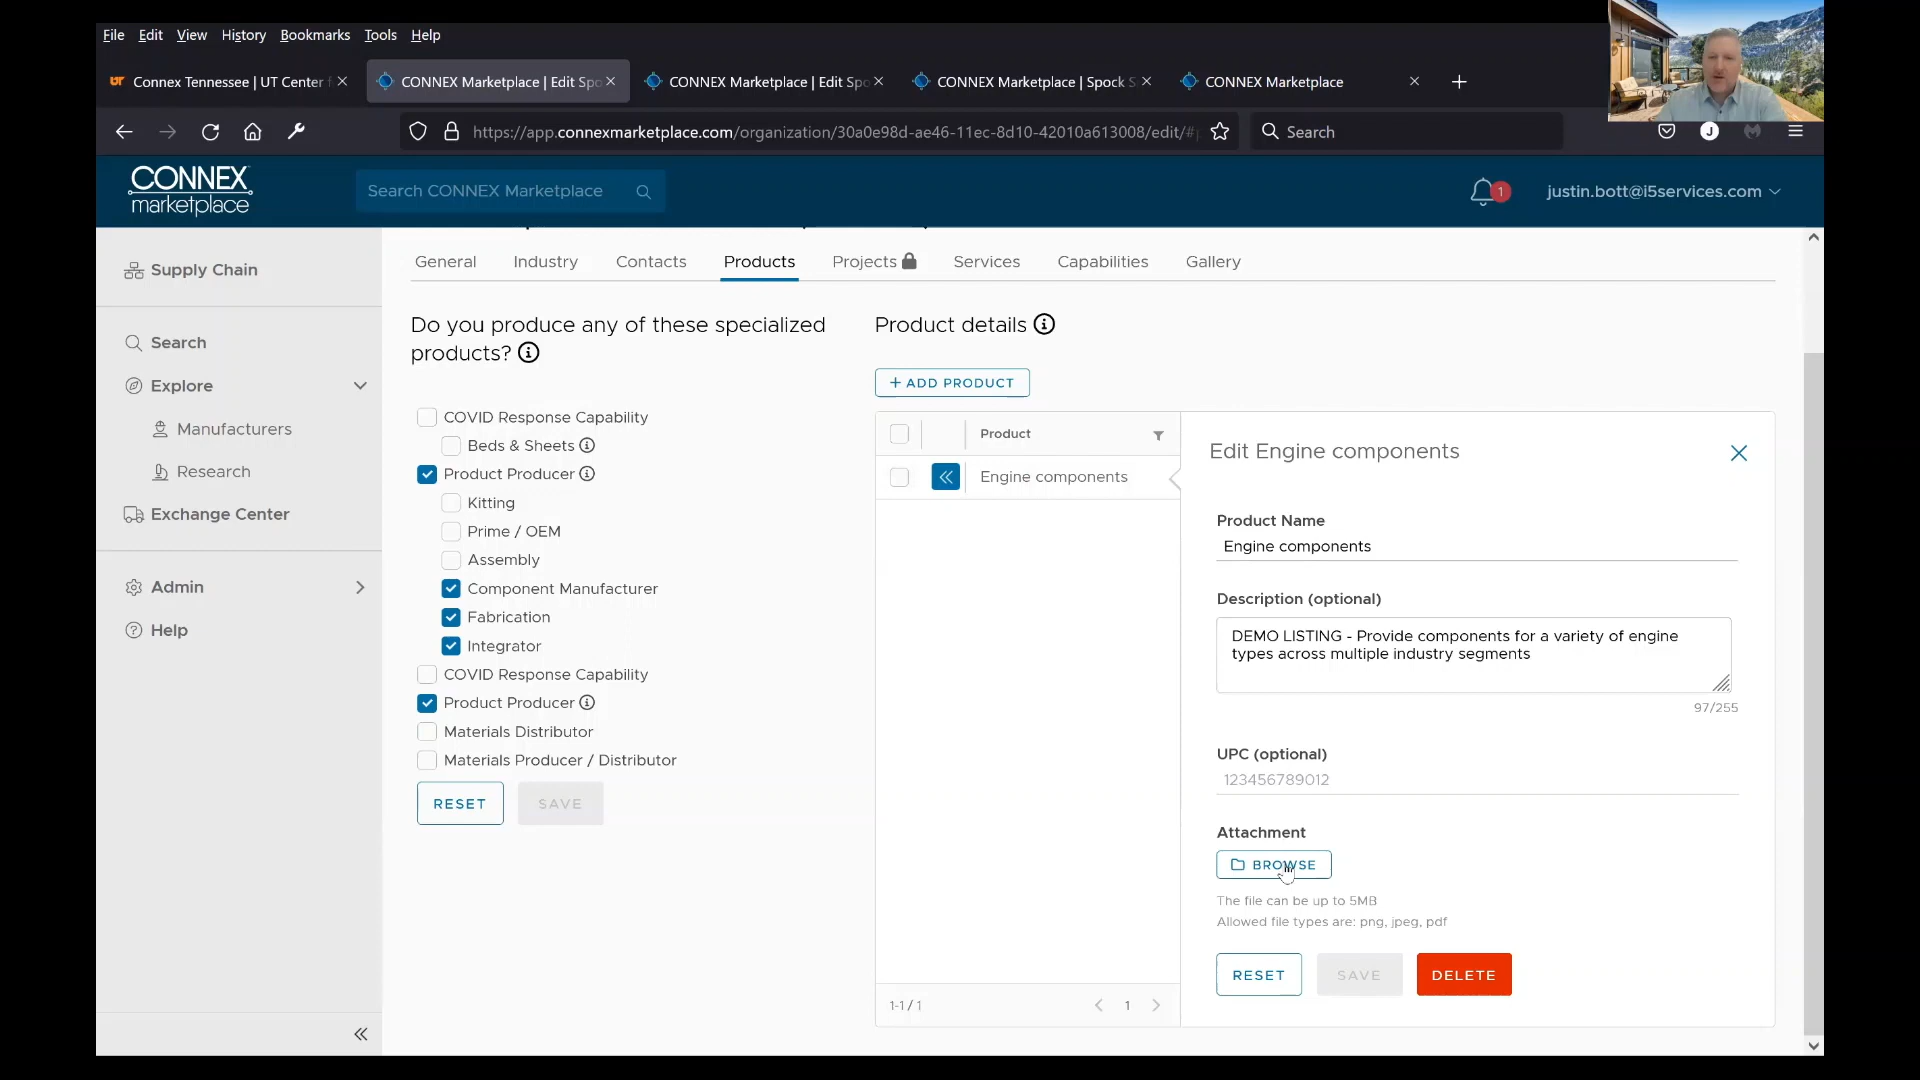 File Edit View History Bookmarks Tools Help
Connex Tennessee | UT Center f
CONNEX Marketplace | Edit Spo
CONNEX Marketplace | Edit Spo
CONNEX Marketplace | Spock S
CONNEX Marketplace
https://app.connexmarketplace.com/organization/30a0e98d-ae46-11ec-8d10-42010a613008/edit/#
Search
J
CONNEX
marketplace
Search CONNEX Marketplace
1
justin.bott@i5services.com
Supply Chain
Search
Explore
Manufacturers
Research
Exchange Center
Admin
Help
General Industry Contacts Products Projects Services Capabilities Gallery
Do you produce any of these specialized
products?
COVID Response Capability
Beds & Sheets
Product Producer
Kitting
Prime / OEM
Assembly
Component Manufacturer
Fabrication
Integrator
COVID Response Capability
Product Producer
Materials Distributor
Materials Producer / Distributor
RESET SAVE
Product details
+ ADD PRODUCT
Product
Engine components
1-1 / 1
1
Edit Engine components
Product Name
Engine components
Description (optional)
DEMO LISTING - Provide components for a variety of engine
types across multiple industry segments
97/255
UPC (optional)
123456789012
Attachment
BROWSE
The file can be up to 5MB
Allowed file types are: png, jpeg, pdf
RESET SAVE DELETE